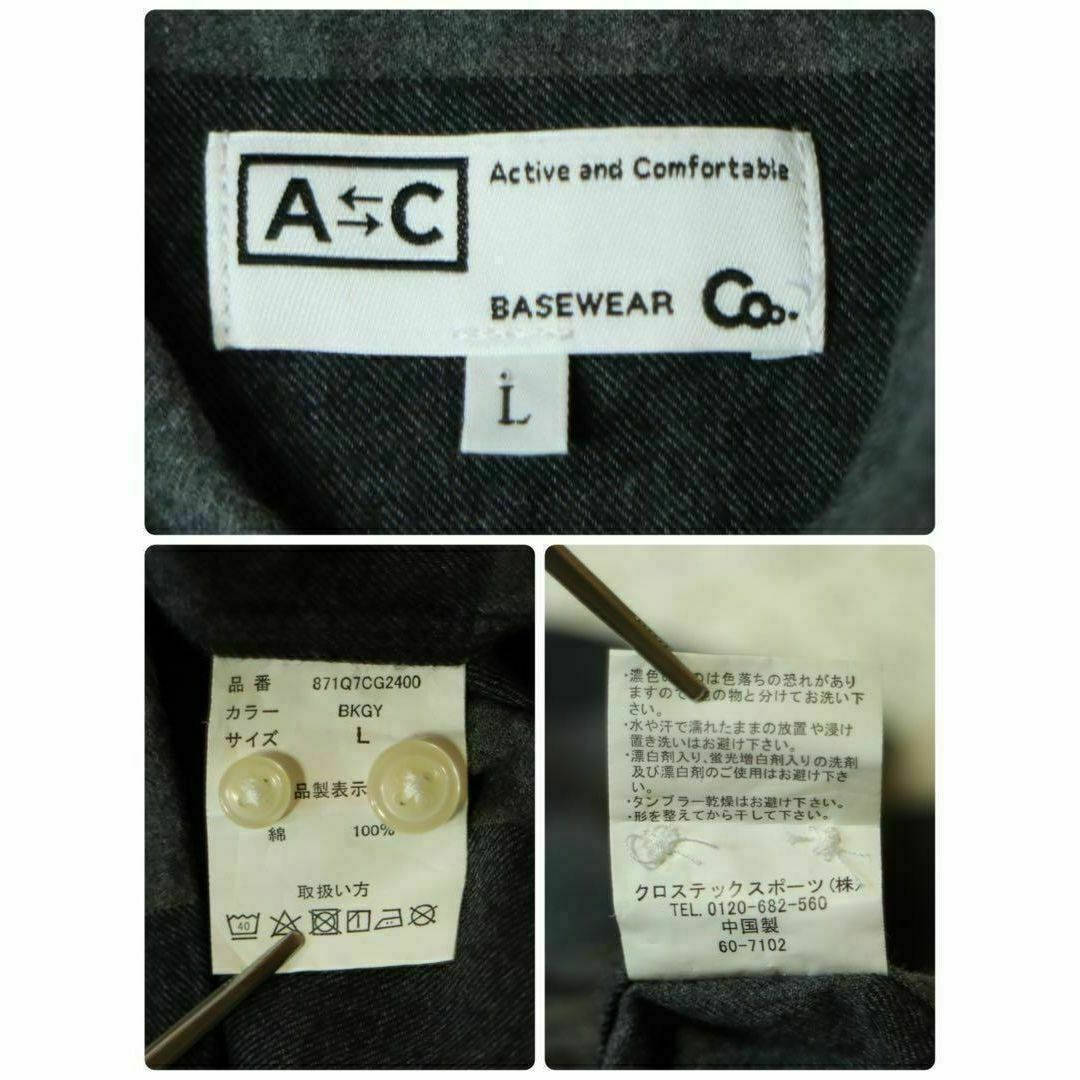 A⇆C
Active and Comfortable
BASEWEAR Co.
L
品番 871Q7CG2400
カラー BKGY
サイズ L
品製表示
綿 100%
取扱い方
40
・濃色 は色落ちの恐れがあり
ますので の物と分けてお洗い下
さい。
・水や汗で濡れたままの放置や浸け
置き洗いはお避け下さい。
・漂白剤入り、蛍光増白剤入りの洗剤
及び漂白剤のご使用はお避け下さ
い。
・タンブラー乾燥はお避け下さい。
・形を整えてから干して下さい。
クロステックスポーツ(株)
TEL. 0120-682-560
中国製
60-7102